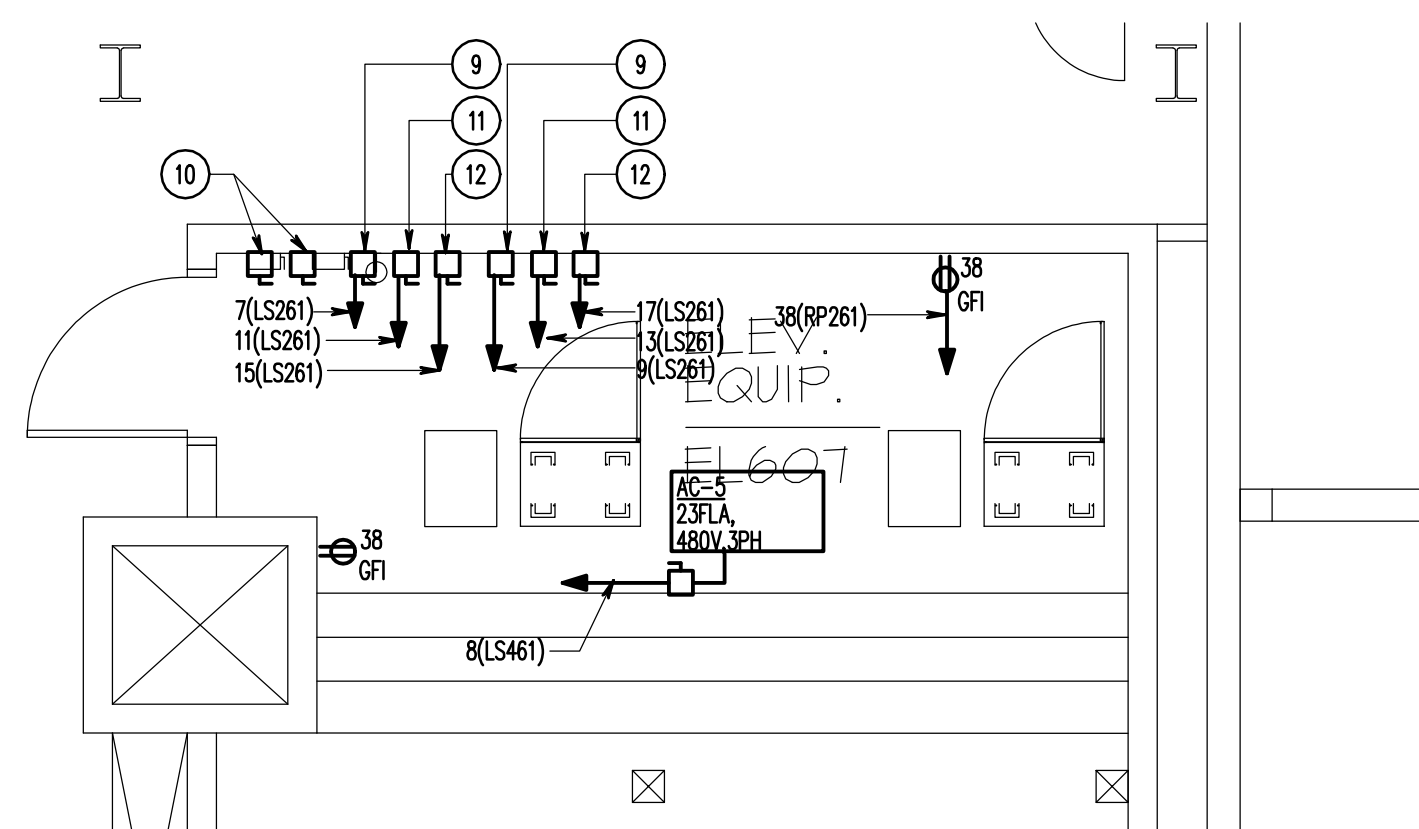 9
9
11
11
10
12
12
38
GFI
7(LS261)
17(LS261)
38(RP261)
11(LS261)
13(LS261)
15(LS261)
9(LS261)
ELEV.
EQUIP.
EL607
AC-5
23FLA,
480V,3PH
38
GFI
8(LS461)